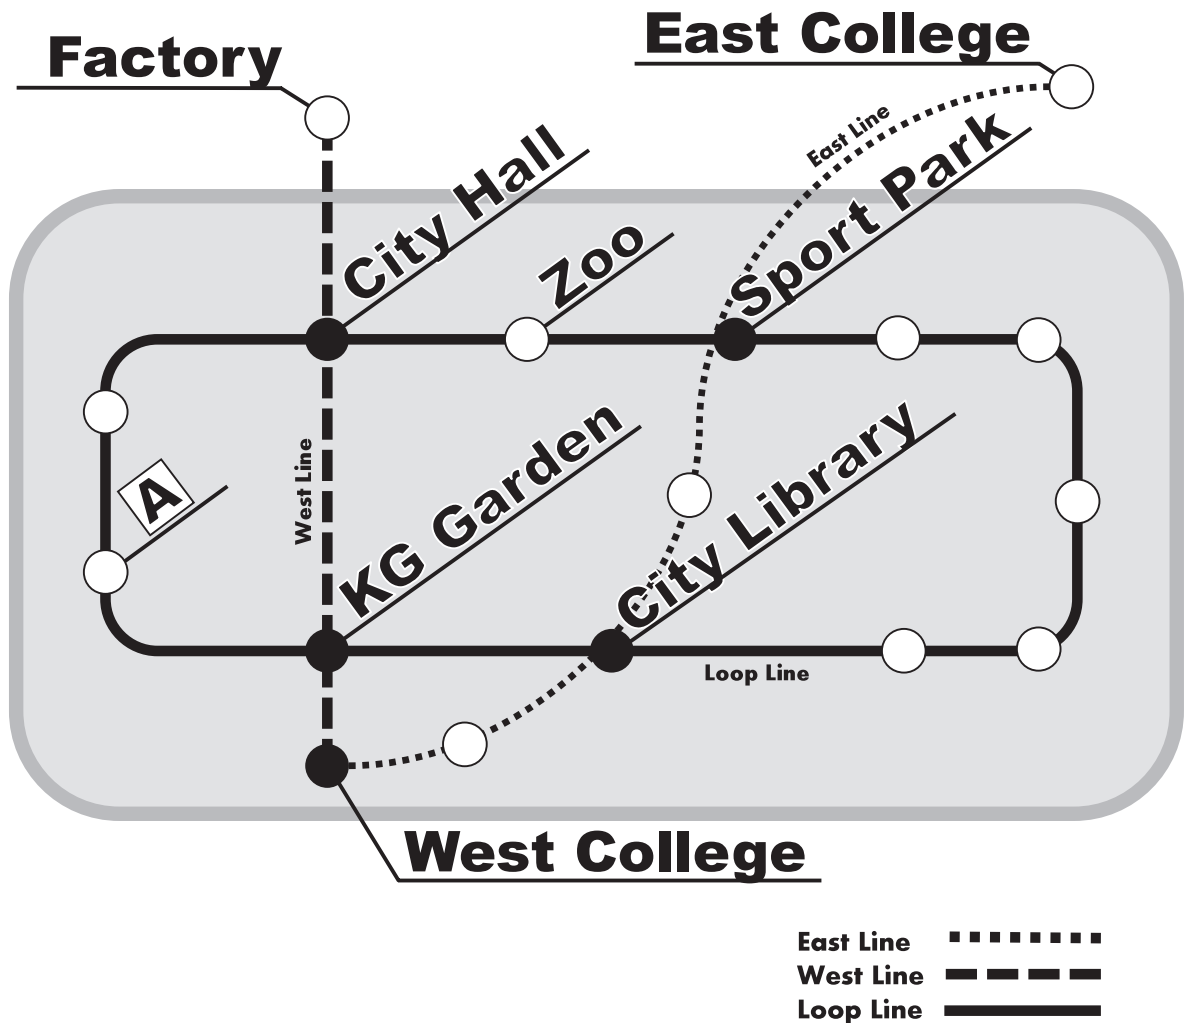 Factory
East College
East Line
City Hall
Sport Park
Zoo
West Line
KG Garden
City Library
A
Loop Line
West College
East Line
West Line
Loop Line